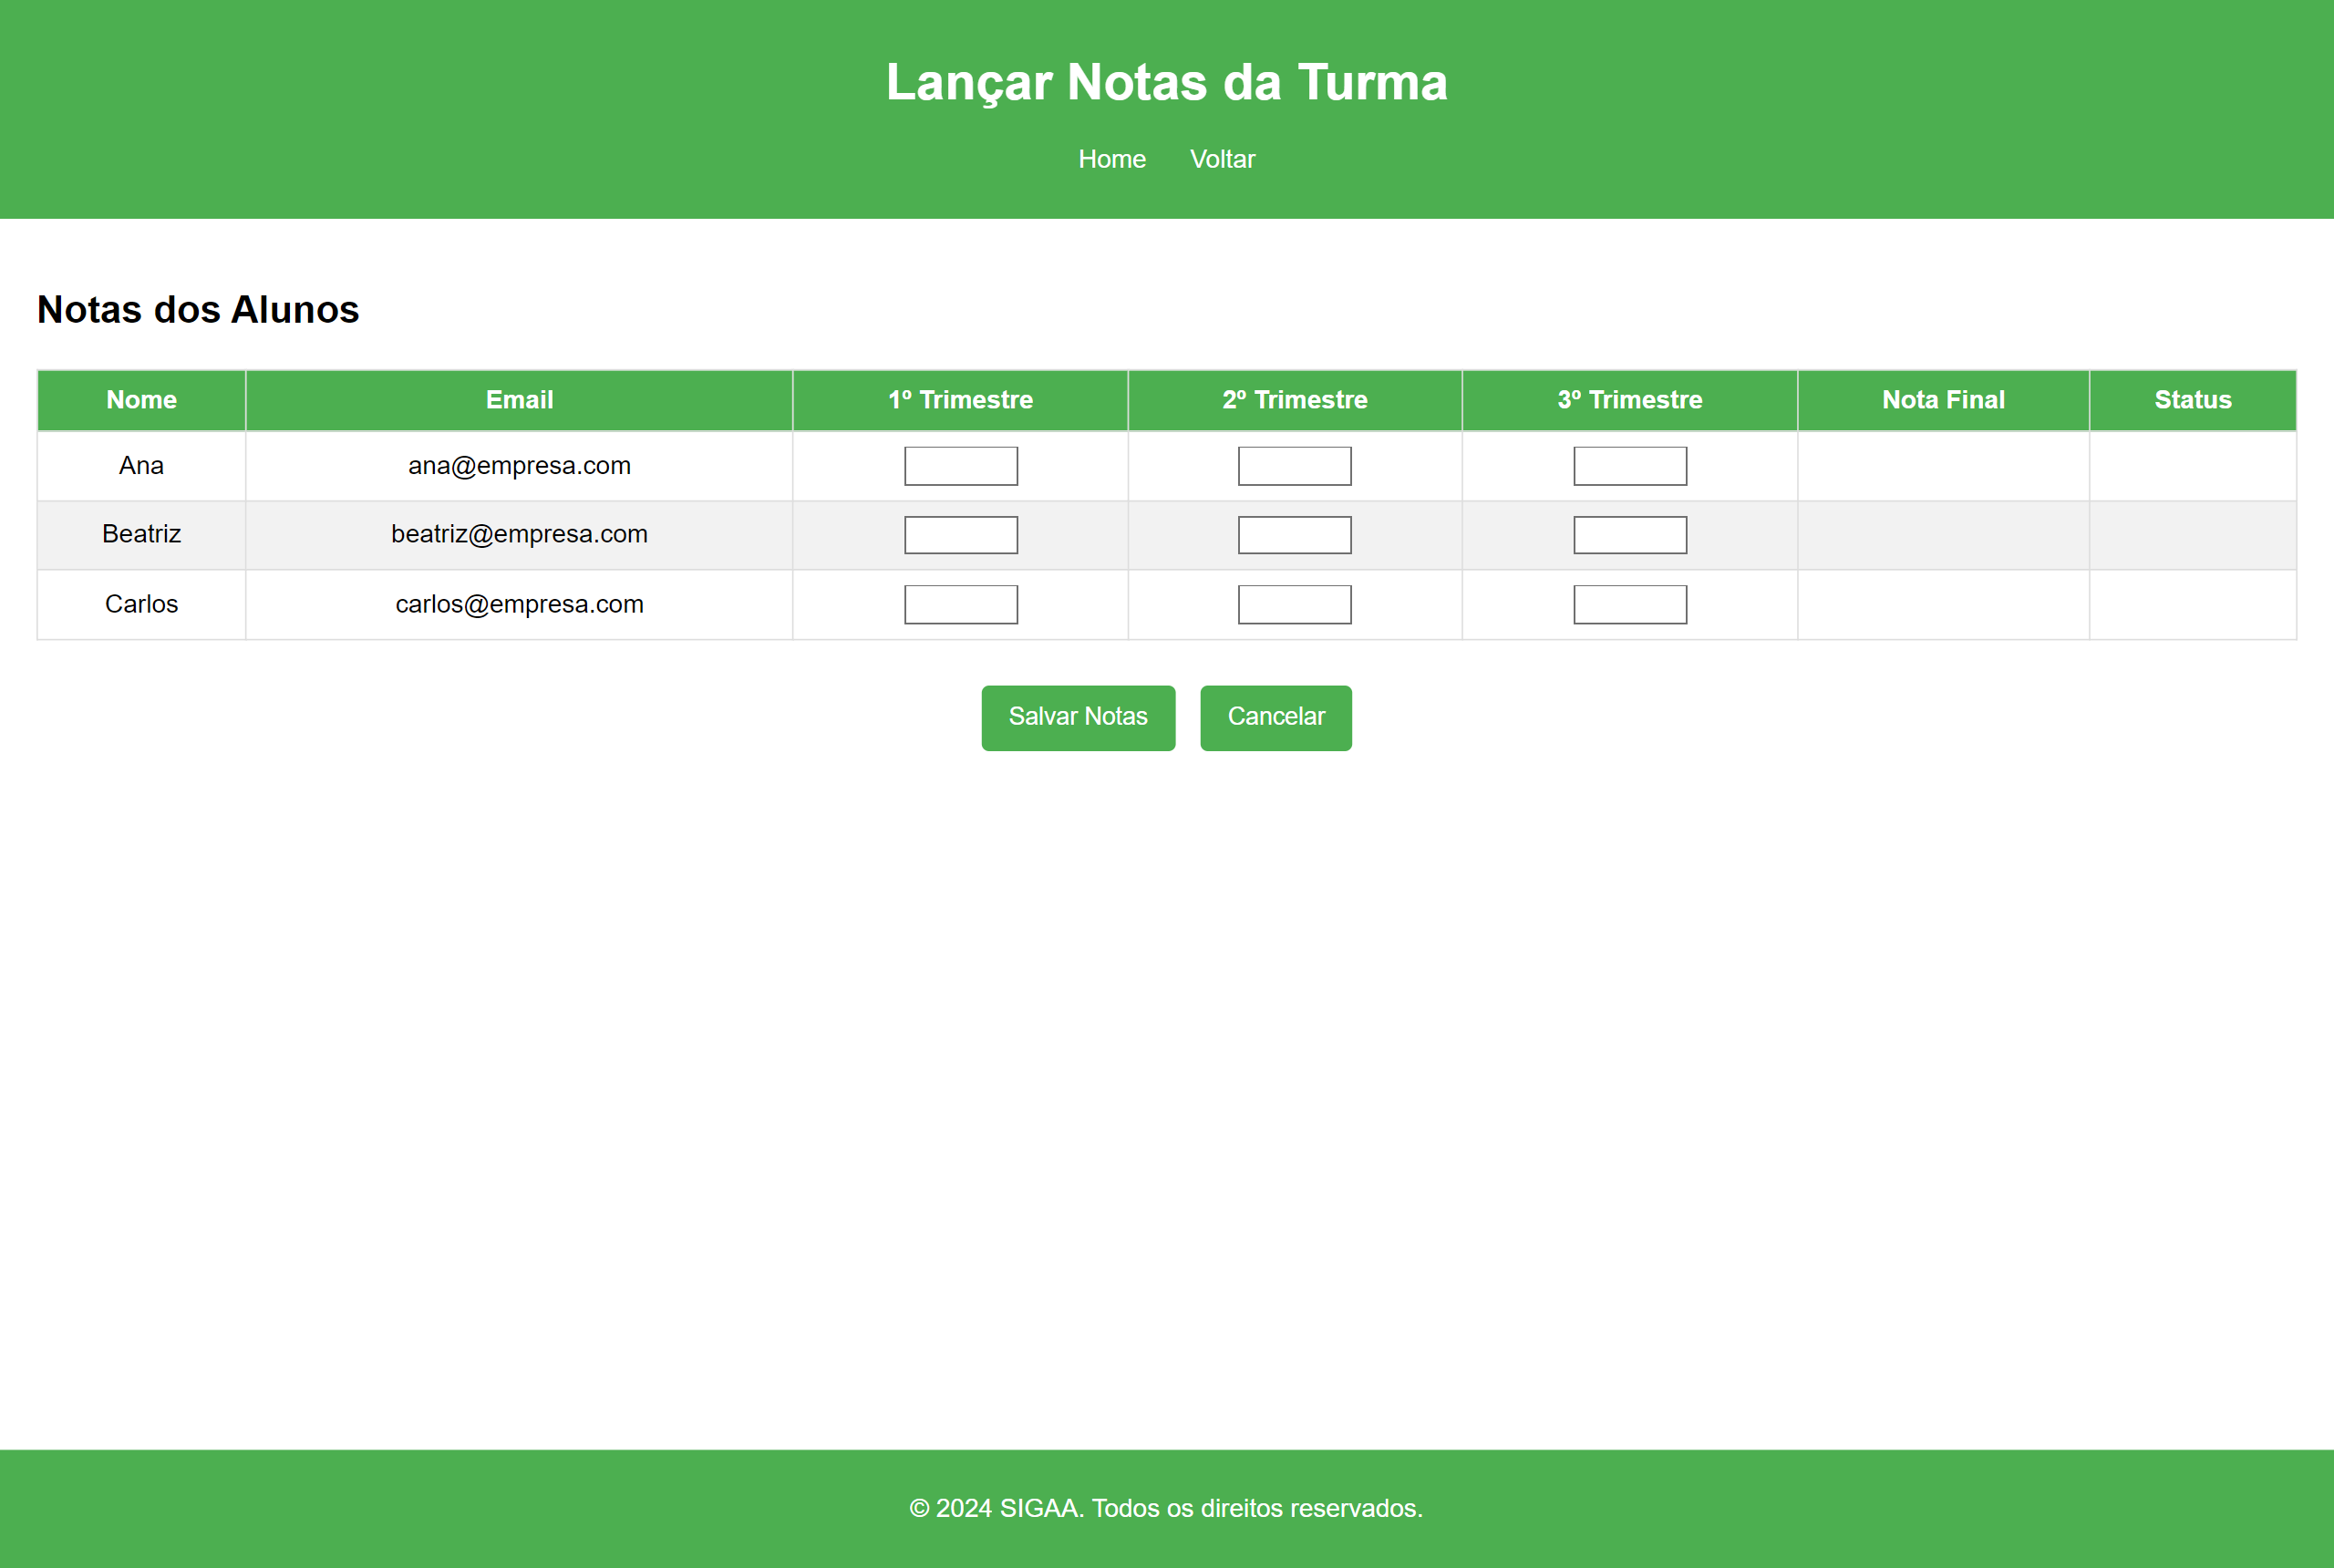 Lançar Notas da Turma
Home Voltar
Notas dos Alunos
Nome Email 1º Trimestre 2º Trimestre 3º Trimestre Nota Final Status
Ana ana@empresa.com
Beatriz beatriz@empresa.com
Carlos carlos@empresa.com
Salvar Notas Cancelar
© 2024 SIGAA. Todos os direitos reservados.